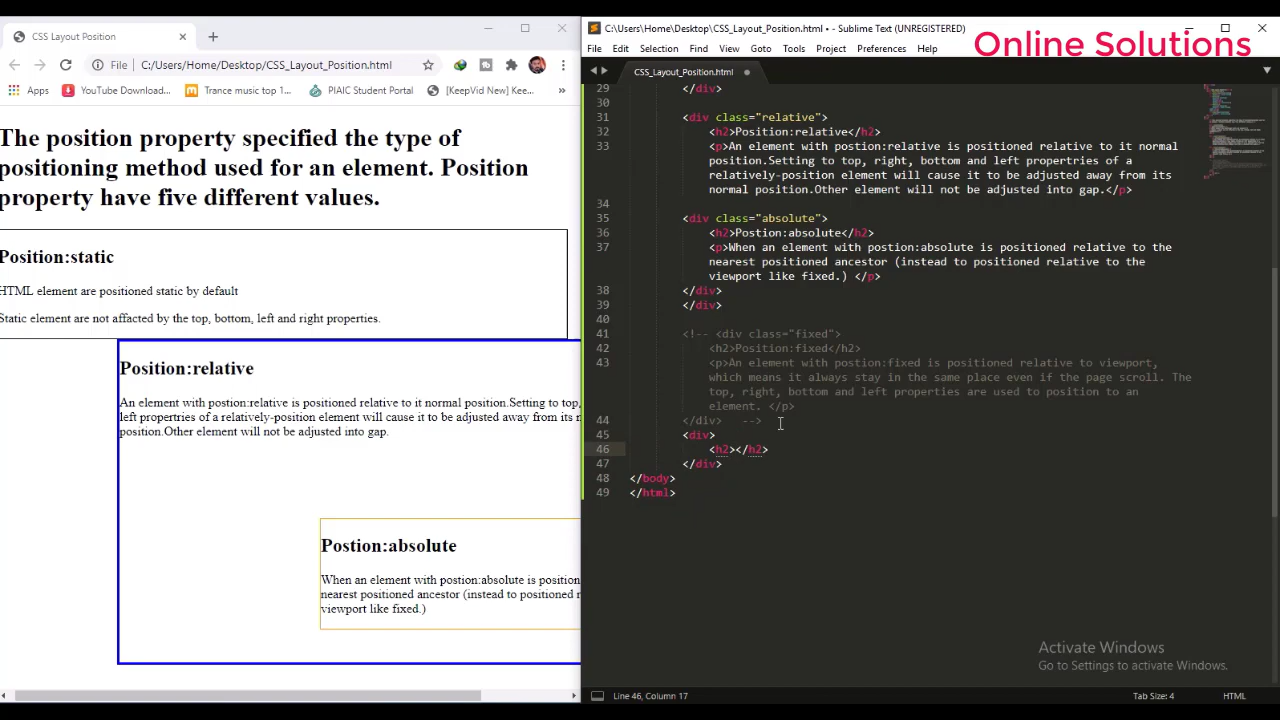 CSS Layout Position
C:\Users\Home\Desktop\CSS_Layout_Position.html • - Sublime Text (UNREGISTERED)
Online Solutions
File
C:/Users/Home/Desktop/CSS_Layout_Position.html
File Edit Selection Find View Goto Tools Project Preferences Help
CSS_Layout_Position.html
Apps
YouTube Download...
Trance music top 1...
PIAIC Student Portal
[KeepVid New] Kee...
»
The position property specified the type of
positioning method used for an element. Position
property have five different values.
Position:static
HTML element are positioned static by default
Static element are not affacted by the top, bottom, left and right properties.
Position:relative
An element with postion:relative is positioned relative to it normal position.Setting to top,
left propertries of a relatively-position element will cause it to be adjusted away from its n
position.Other element will not be adjusted into gap.
Postion:absolute
When an element with postion:absolute is position
nearest positioned ancestor (instead to positioned r
viewport like fixed.)
29 </div>
30
31 <div class="relative">
32 <h2>Position:relative</h2>
33 <p>An element with postion:relative is positioned relative to it normal
position.Setting to top, right, bottom and left propertries of a
relatively-position element will cause it to be adjusted away from its
normal position.Other element will not be adjusted into gap.</p>
34
35 <div class="absolute">
36 <h2>Postion:absolute</h2>
37 <p>When an element with postion:absolute is positioned relative to the
nearest positioned ancestor (instead to positioned relative to the
viewport like fixed.) </p>
38 </div>
39 </div>
40
41 <!-- <div class="fixed">
42 <h2>Position:fixed</h2>
43 <p>An element with postion:fixed is positioned relative to viewport,
which means it always stay in the same place even if the page scroll. The
top, right, bottom and left properties are used to position to an
element. </p>
44 </div> -->
45 <div>
46 <h2></h2>
47 </div>
48 </body>
49 </html>
Activate Windows
Go to Settings to activate Windows.
Line 46, Column 17
Tab Size: 4
HTML